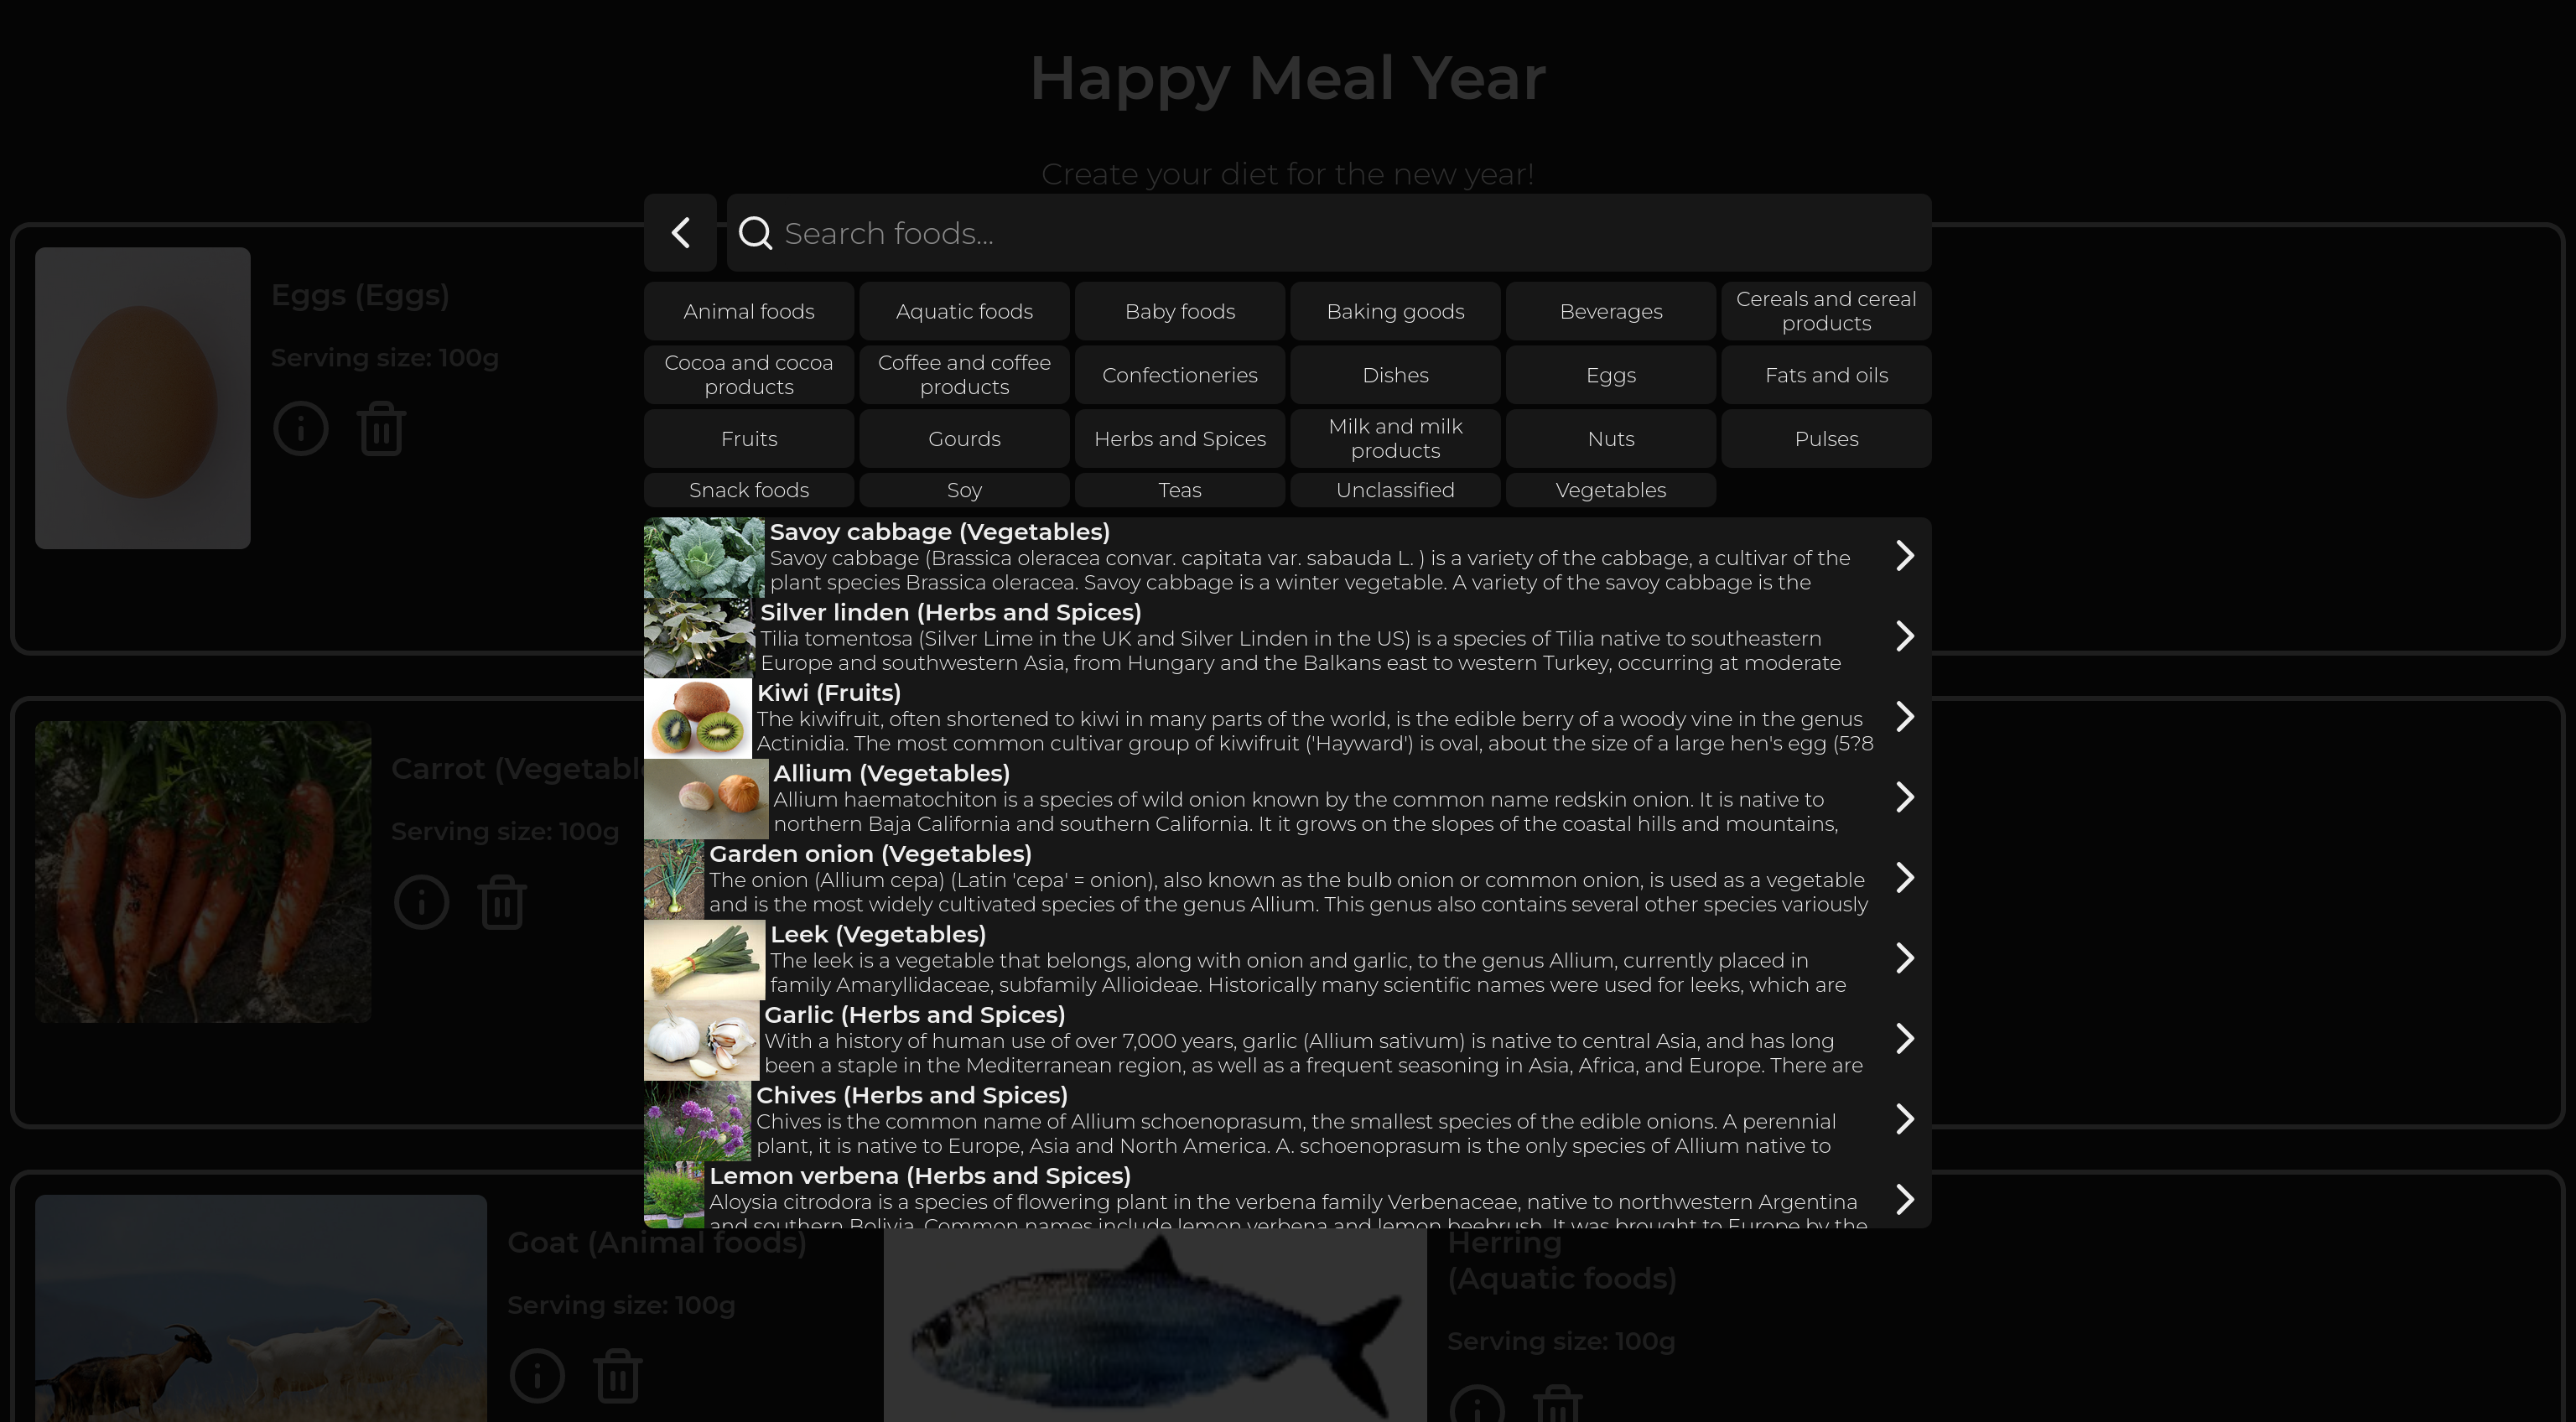 Happy Meal Year
Create your diet for the new year!
Search foods...
Animal foods
Aquatic foods
Baby foods
Baking goods
Beverages
Cereals and cereal
products
Cocoa and cocoa
products
Coffee and coffee
products
Confectioneries
Dishes
Eggs
Fats and oils
Fruits
Gourds
Herbs and Spices
Milk and milk
products
Nuts
Pulses
Snack foods
Soy
Teas
Unclassified
Vegetables
Savoy cabbage (Vegetables)
Savoy cabbage (Brassica oleracea convar. capitata var. sabauda L. ) is a variety of the cabbage, a cultivar of the
plant species Brassica oleracea. Savoy cabbage is a winter vegetable. A variety of the savoy cabbage is the
Silver linden (Herbs and Spices)
Tilia tomentosa (Silver Lime in the UK and Silver Linden in the US) is a species of Tilia native to southeastern
Europe and southwestern Asia, from Hungary and the Balkans east to western Turkey, occurring at moderate
Kiwi (Fruits)
The kiwifruit, often shortened to kiwi in many parts of the world, is the edible berry of a woody vine in the genus
Actinidia. The most common cultivar group of kiwifruit ('Hayward') is oval, about the size of a large hen's egg (5?8
Allium (Vegetables)
Allium haematochiton is a species of wild onion known by the common name redskin onion. It is native to
northern Baja California and southern California. It it grows on the slopes of the coastal hills and mountains,
Garden onion (Vegetables)
The onion (Allium cepa) (Latin 'cepa' = onion), also known as the bulb onion or common onion, is used as a vegetable
and is the most widely cultivated species of the genus Allium. This genus also contains several other species variously
Leek (Vegetables)
The leek is a vegetable that belongs, along with onion and garlic, to the genus Allium, currently placed in
family Amaryllidaceae, subfamily Allioideae. Historically many scientific names were used for leeks, which are
Garlic (Herbs and Spices)
With a history of human use of over 7,000 years, garlic (Allium sativum) is native to central Asia, and has long
been a staple in the Mediterranean region, as well as a frequent seasoning in Asia, Africa, and Europe. There are
Chives (Herbs and Spices)
Chives is the common name of Allium schoenoprasum, the smallest species of the edible onions. A perennial
plant, it is native to Europe, Asia and North America. A. schoenoprasum is the only species of Allium native to
Lemon verbena (Herbs and Spices)
Aloysia citrodora is a species of flowering plant in the verbena family Verbenaceae, native to northwestern Argentina
and southern Bolivia. Common names include lemon verbena and lemon beebrush. It was brought to Europe by the
Eggs (Eggs)
Serving size: 100g
Carrot (Vegetabl
Serving size: 100g
Goat (Animal foods)
Serving size: 100g
Herring
(Aquatic foods)
Serving size: 100g